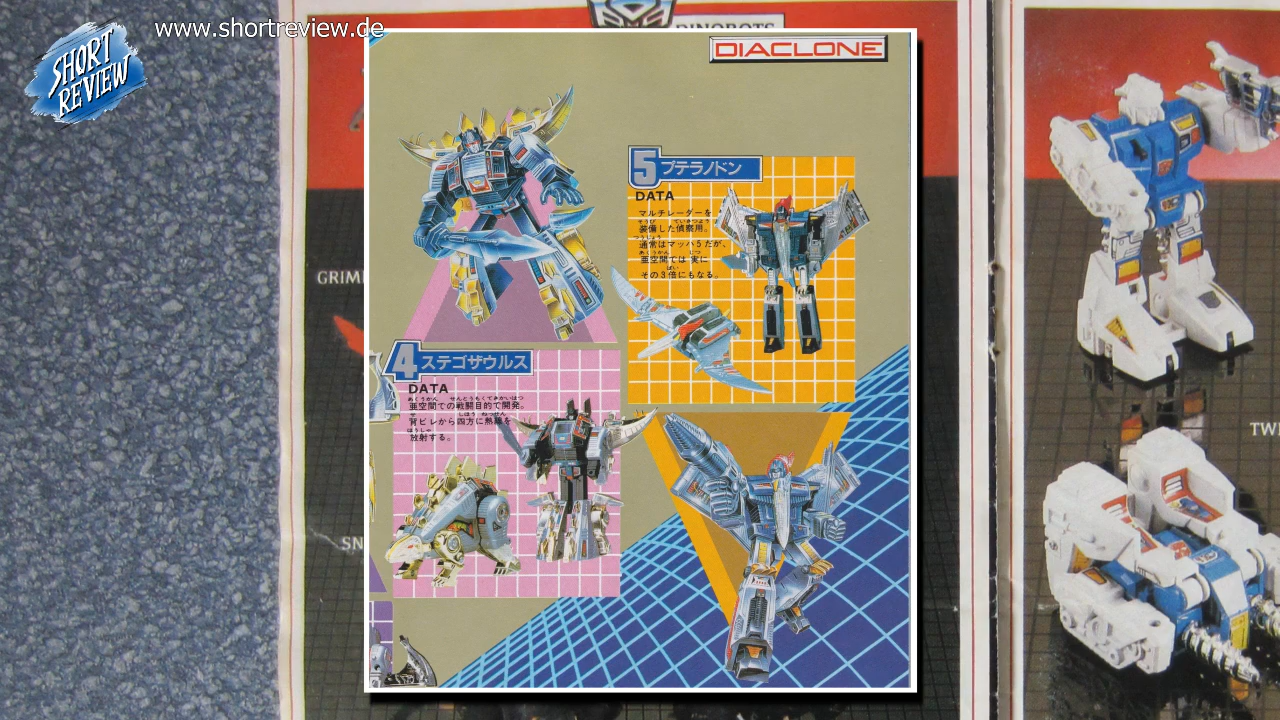 www.shortreview.de
SHORT
REVIEW
DINOBOTS
DIACLONE
5 プテラノドン
DATA
マルチレーダーを
装備した偵察用。
通常はマッハ5だが、
亜空間では実に
その3倍にもなる。
4 ステゴザウルス
DATA
亜空間での戦闘目的で開発。
背ビレから四方に熱線を
放射する。
GRIM
SN
TWI